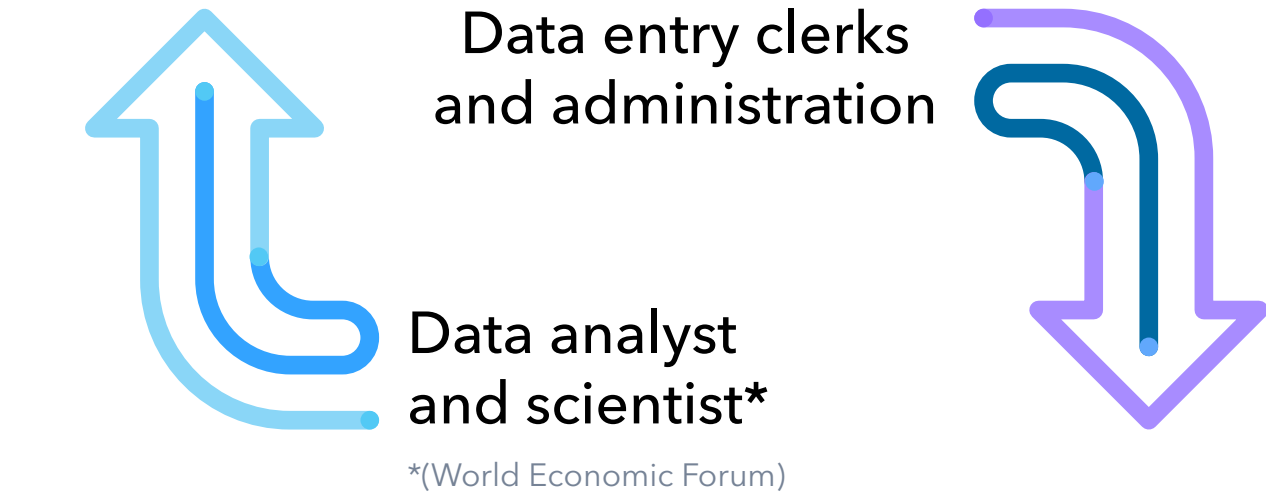 Data entry clerks
and administration
Data analyst
and scientist*
*(World Economic Forum)